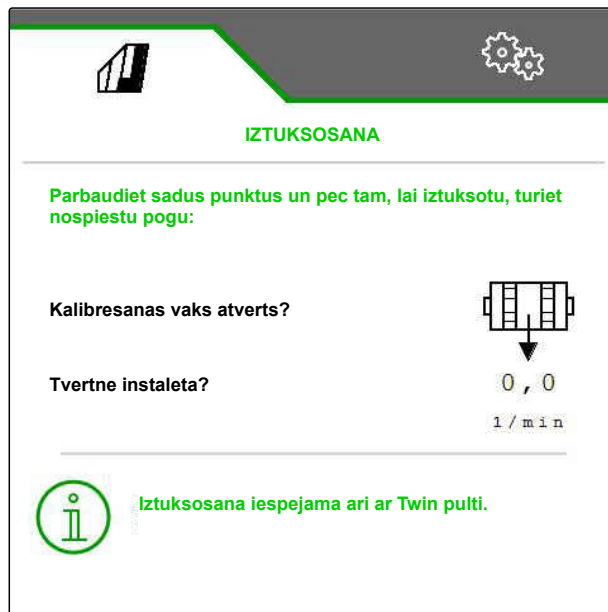 IZTUKSOSANA
Parbaudiet sadus punktus un pec tam, lai iztuksotu, turiet
nospiestu pogu:
Kalibresanas vaks atverts?
Tvertne instaleta?
0,0
1/min
Iztuksosana iespejama ari ar Twin pulti.